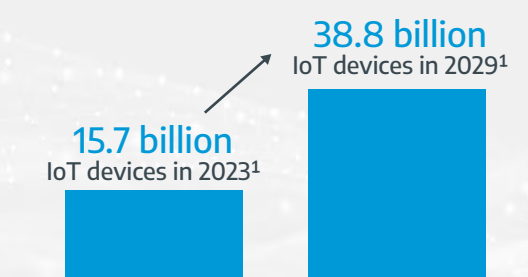 38.8 billion
IoT devices in 2029¹
15.7 billion
IoT devices in 2023¹